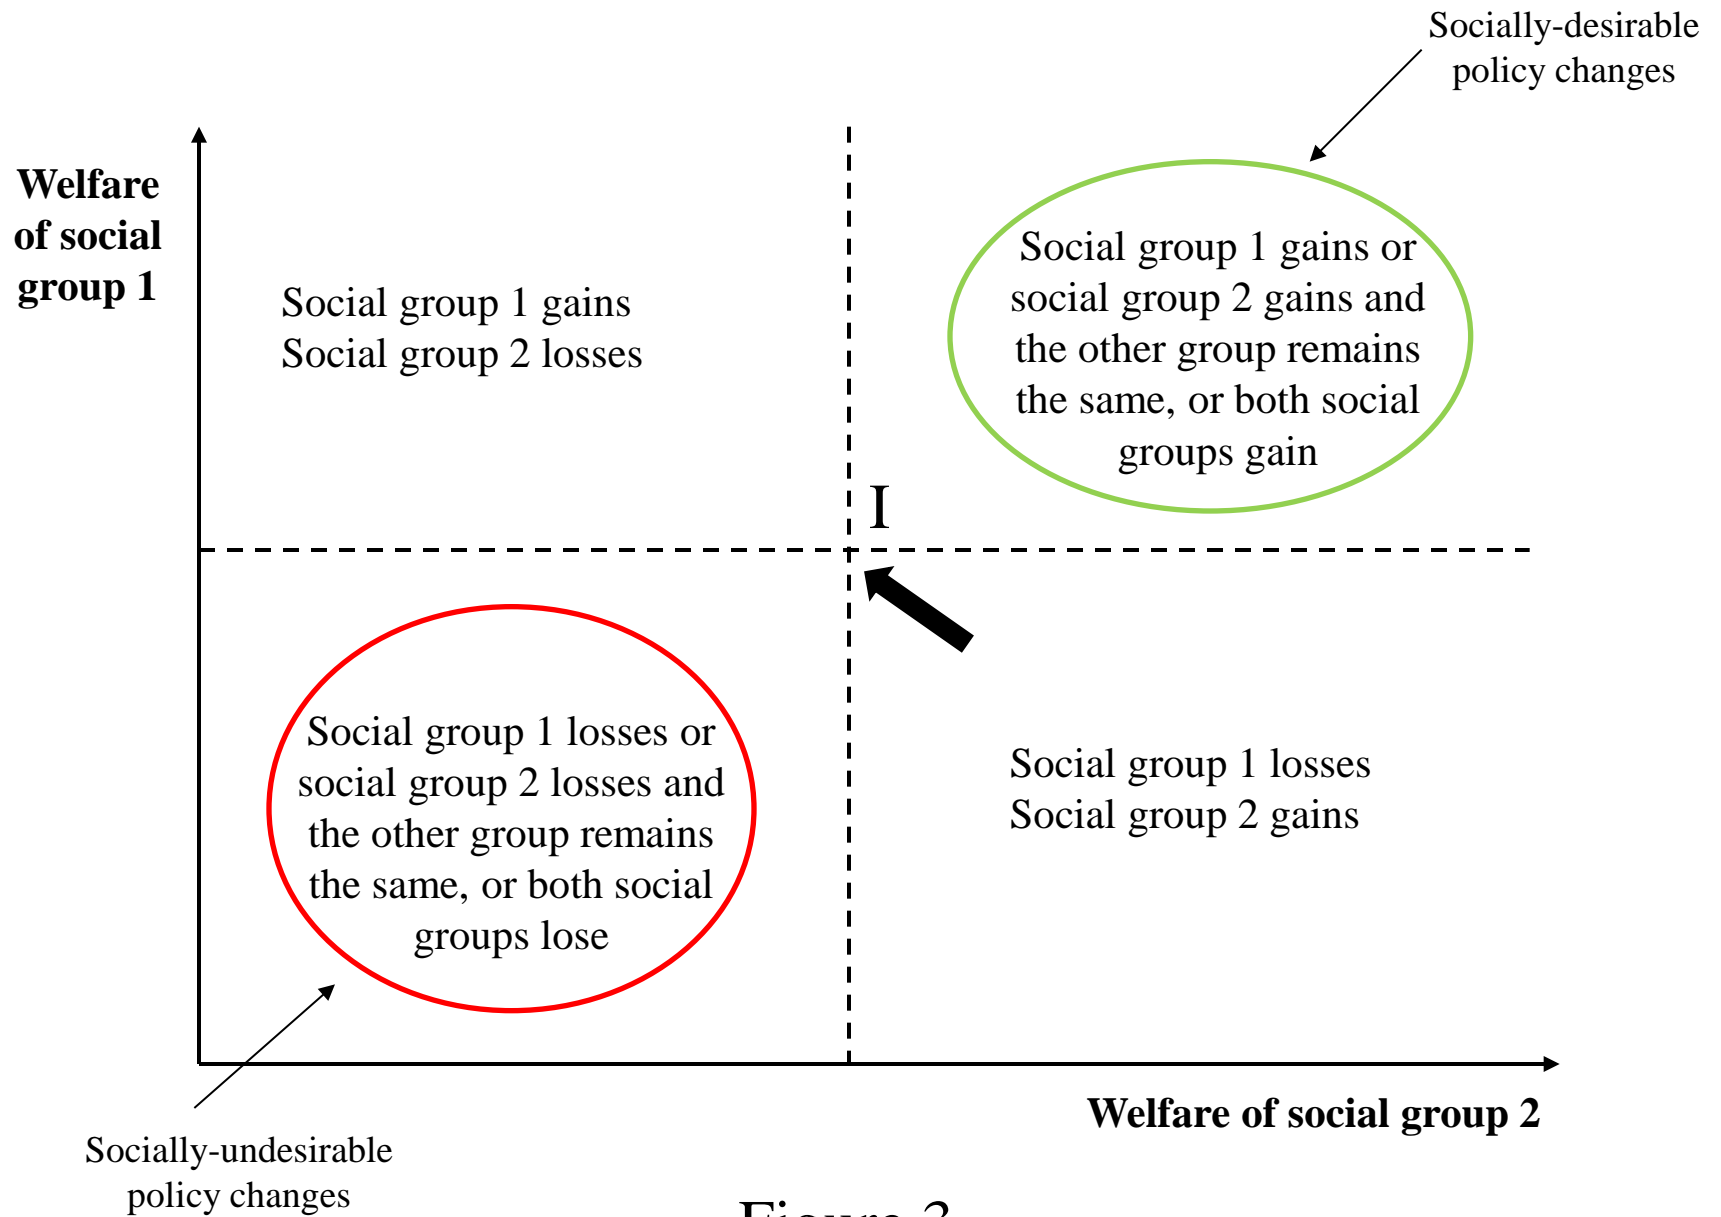 Socially-desirable
policy changes
Welfare
of social
group 1
Social group 1 gains
Social group 2 losses
Social group 1 gains or
social group 2 gains and
the other group remains
the same, or both social
groups gain
I
Social group 1 losses or
social group 2 losses and
the other group remains
the same, or both social
groups lose
Social group 1 losses
Social group 2 gains
Welfare of social group 2
Socially-undesirable
policy changes
Figure 3